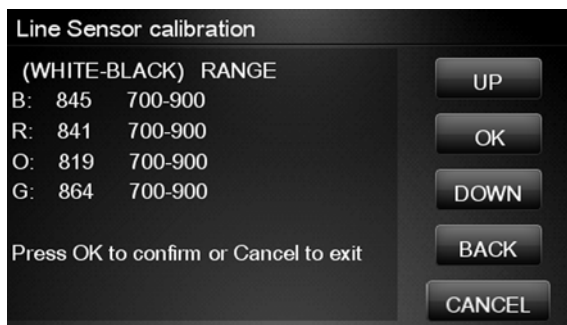 Line Sensor calibration
(WHITE-BLACK) RANGE
B: 845 700-900
R: 841 700-900
O: 819 700-900
G: 864 700-900
Press OK to confirm or Cancel to exit
UP
OK
DOWN
BACK
CANCEL